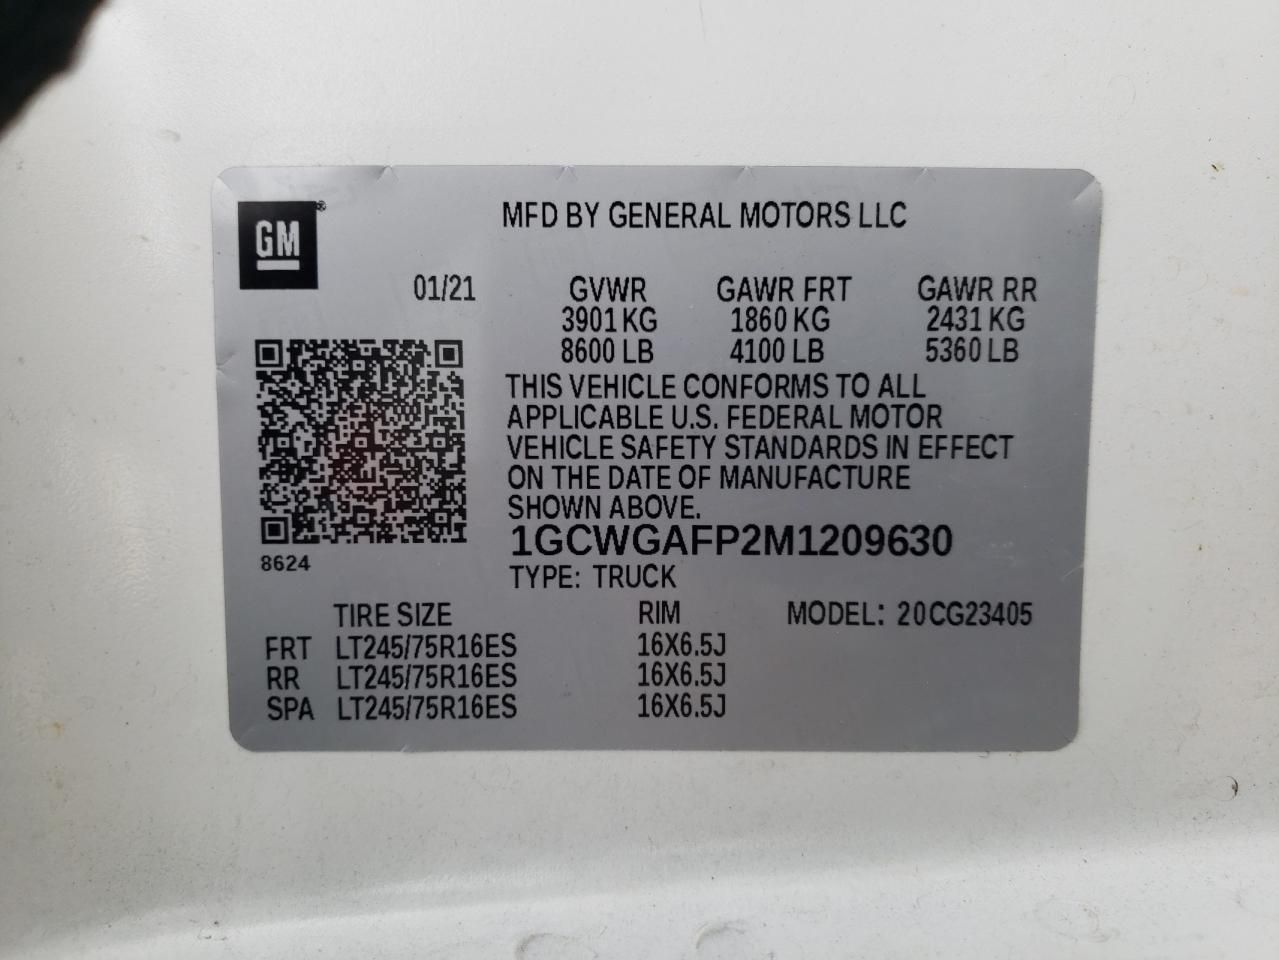 GM®
MFD BY GENERAL MOTORS LLC
01/21 GVWR GAWR FRT GAWR RR
3901 KG 1860 KG 2431 KG
8600 LB 4100 LB 5360 LB
THIS VEHICLE CONFORMS TO ALL
APPLICABLE U.S. FEDERAL MOTOR
VEHICLE SAFETY STANDARDS IN EFFECT
ON THE DATE OF MANUFACTURE
SHOWN ABOVE.
1GCWGAFP2M1209630
8624
TYPE: TRUCK
TIRE SIZE RIM MODEL: 20CG23405
FRT LT245/75R16ES 16X6.5J
RR LT245/75R16ES 16X6.5J
SPA LT245/75R16ES 16X6.5J